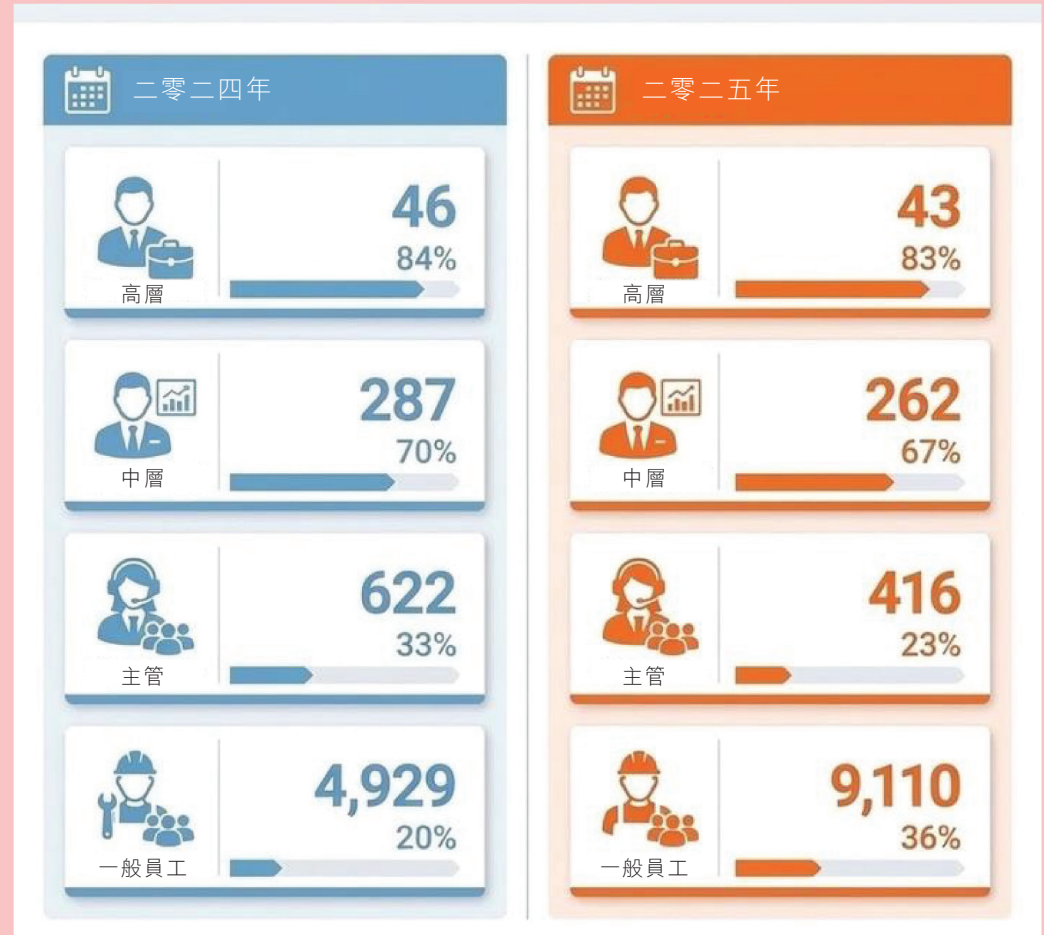 二零二四年
46
84%
高層
287
70%
中層
622
33%
主管
4,929
20%
一般員工
二零二五年
43
83%
高層
262
67%
中層
416
23%
主管
9,110
36%
一般員工